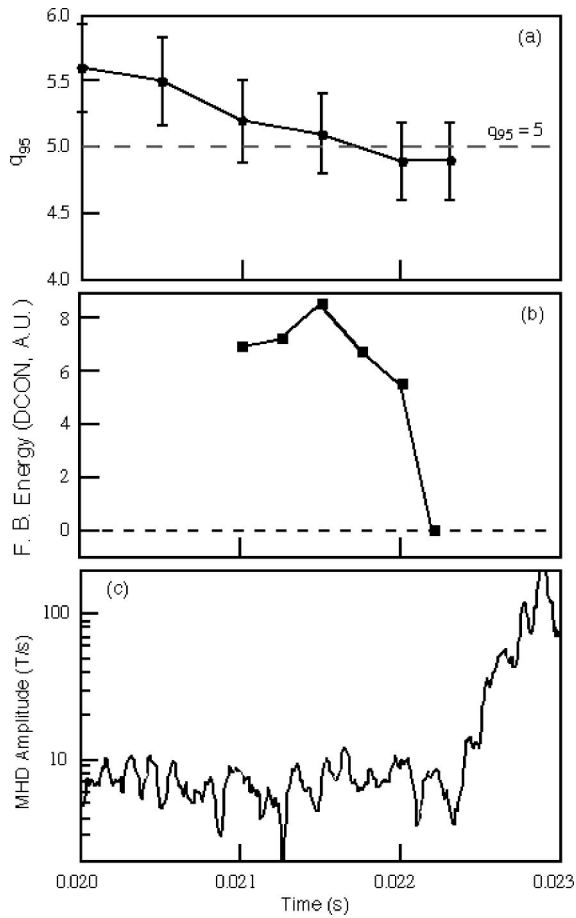 6.0
(a)
5.5
q95
5.0
q95 = 5
4.5
4.0
8
(b)
6
F. B. Energy (DCON, A.U.)
4
2
0
(c)
100
MHD Amplitude (T/s)
10
0.020 0.021 0.022 0.023
Time (s)